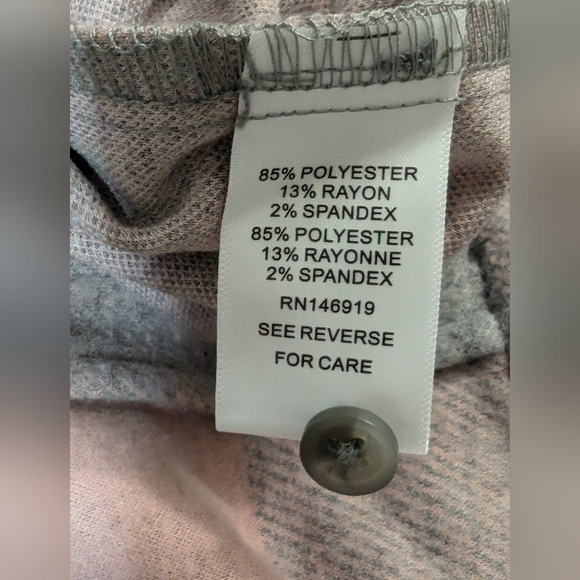 85% POLYESTER
13% RAYON
2% SPANDEX
85% POLYESTER
13% RAYONNE
2% SPANDEX
RN146919
SEE REVERSE
FOR CARE